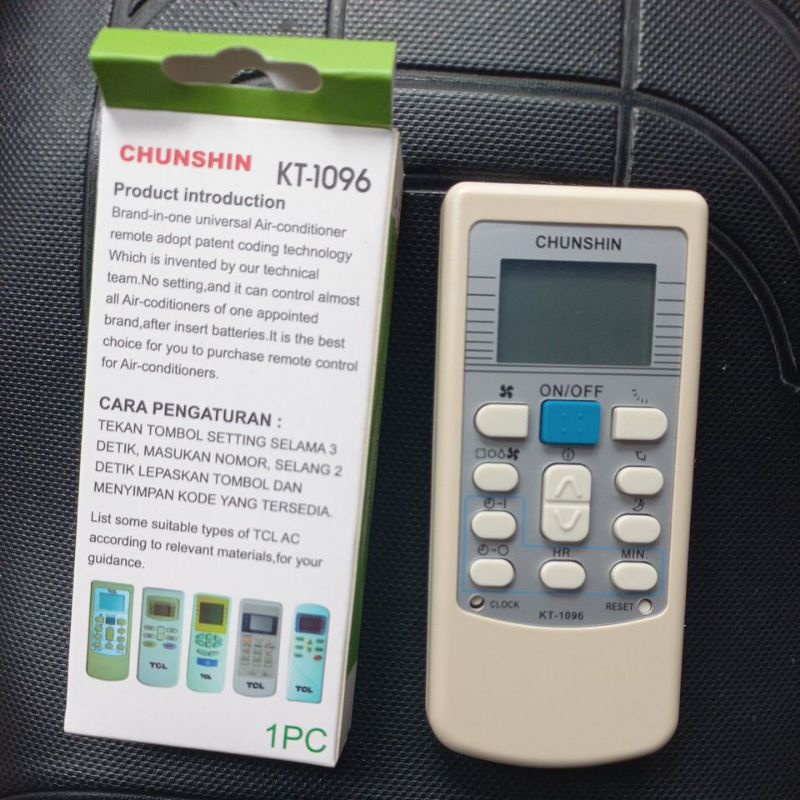 CHUNSHIN KT-1096
Product introduction
Brand-in-one universal Air-conditioner
remote adopt patent coding technology
Which is invented by our technical
team.No setting,and it can control almost
all Air-coditioners of one appointed
brand,after insert batteries.It is the best
choice for you to purchase remote control
for Air-conditioners.
CARA PENGATURAN :
TEKAN TOMBOL SETTING SELAMA 3
DETIK, MASUKAN NOMOR, SELANG 2
DETIK LEPASKAN TOMBOL DAN
MENYIMPAN KODE YANG TERSEDIA.
List some suitable types of TCL AC
according to relevant materials,for your
guidance.
TCL
TCL
TCL
TCL
TCL
1PC
CHUNSHIN
ON/OFF
HR.
MIN.
CLOCK
RESET
KT-1096